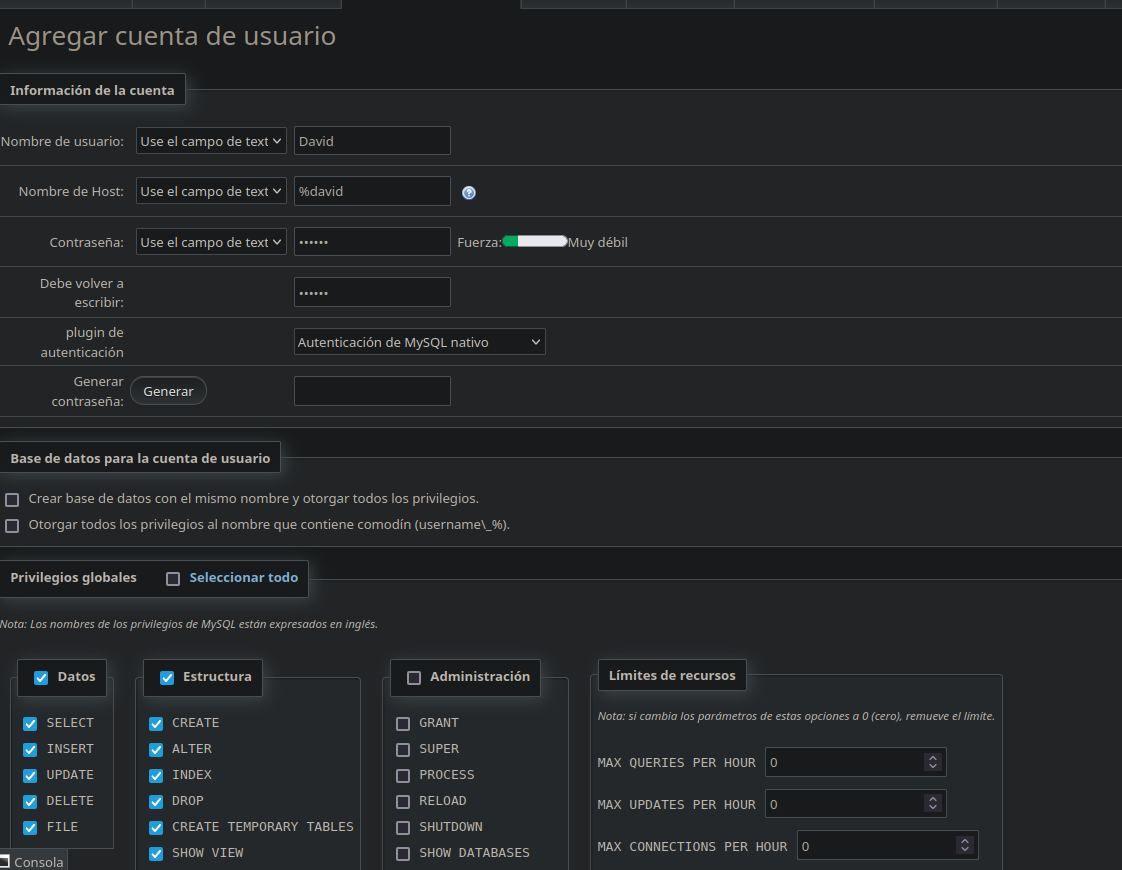 Agregar cuenta de usuario
Información de la cuenta
Nombre de usuario: Use el campo de text David
Nombre de Host: Use el campo de text %david
Contraseña: Use el campo de text •••••• Fuerza: Muy débil
Debe volver a
escribir: ••••••
plugin de
autenticación Autenticación de MySQL nativo
Generar
contraseña: Generar
Base de datos para la cuenta de usuario
Crear base de datos con el mismo nombre y otorgar todos los privilegios.
Otorgar todos los privilegios al nombre que contiene comodín (username\_%).
Privilegios globales Seleccionar todo
Nota: Los nombres de los privilegios de MySQL están expresados en inglés.
Datos
SELECT
INSERT
UPDATE
DELETE
FILE
Estructura
CREATE
ALTER
INDEX
DROP
CREATE TEMPORARY TABLES
SHOW VIEW
Administración
GRANT
SUPER
PROCESS
RELOAD
SHUTDOWN
SHOW DATABASES
Límites de recursos
Nota: si cambia los parámetros de estas opciones a 0 (cero), remueve el límite.
MAX QUERIES PER HOUR 0
MAX UPDATES PER HOUR 0
MAX CONNECTIONS PER HOUR 0
Consola